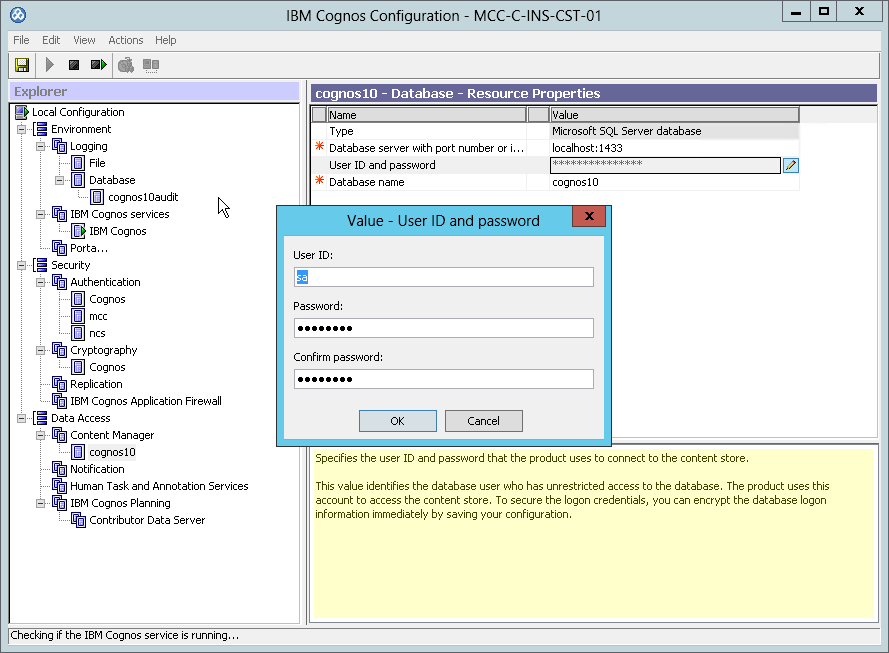 IBM Cognos Configuration - MCC-C-INS-CST-01
File Edit View Actions Help
Explorer
Local Configuration
Environment
Logging
File
Database
cognos10audit
IBM Cognos services
IBM Cognos
Porta...
Security
Authentication
Cognos
mcc
ncs
Cryptography
Cognos
Replication
IBM Cognos Application Firewall
Data Access
Content Manager
cognos10
Notification
Human Task and Annotation Services
IBM Cognos Planning
Contributor Data Server
cognos10 - Database - Resource Properties
Name Value
Type Microsoft SQL Server database
* Database server with port number or i... localhost:1433
User ID and password ***************
* Database name cognos10
Value - User ID and password
User ID:
sa
Password:
●●●●●●●●
Confirm password:
●●●●●●●●
OK Cancel
Specifies the user ID and password that the product uses to connect to the content store.
This value identifies the database user who has unrestricted access to the database. The product uses this
account to access the content store. To secure the logon credentials, you can encrypt the database logon
information immediately by saving your configuration.
Checking if the IBM Cognos service is running...